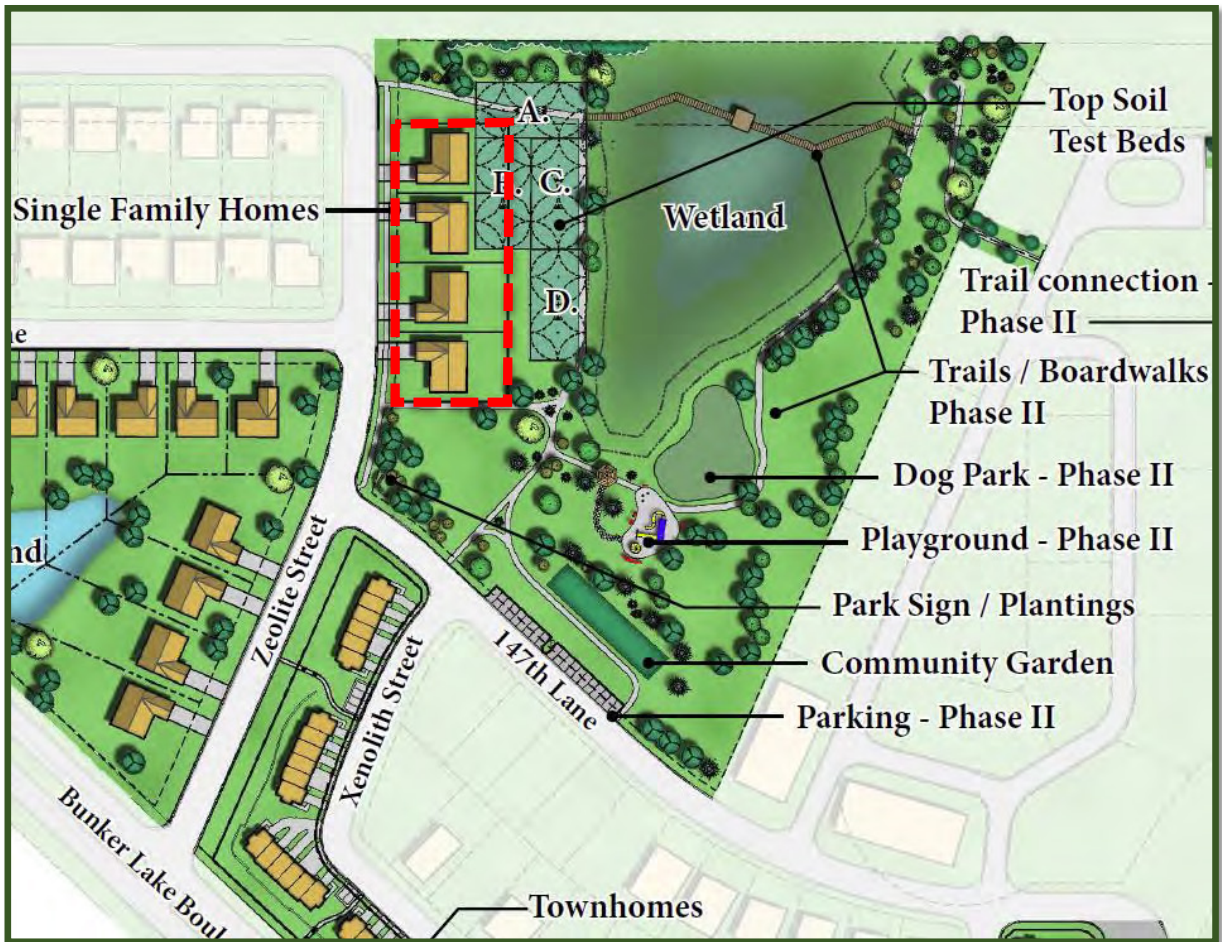 Top Soil
Test Beds
A.
B.
C.
Single Family Homes
Wetland
D.
Trail connection -
Phase II
ne
Trails / Boardwalks
Phase II
Dog Park - Phase II
nd
Playground - Phase II
Zeolite Street
Park Sign / Plantings
Xenolith Street
147th Lane
Community Garden
Parking - Phase II
Bunker Lake Boul
Townhomes